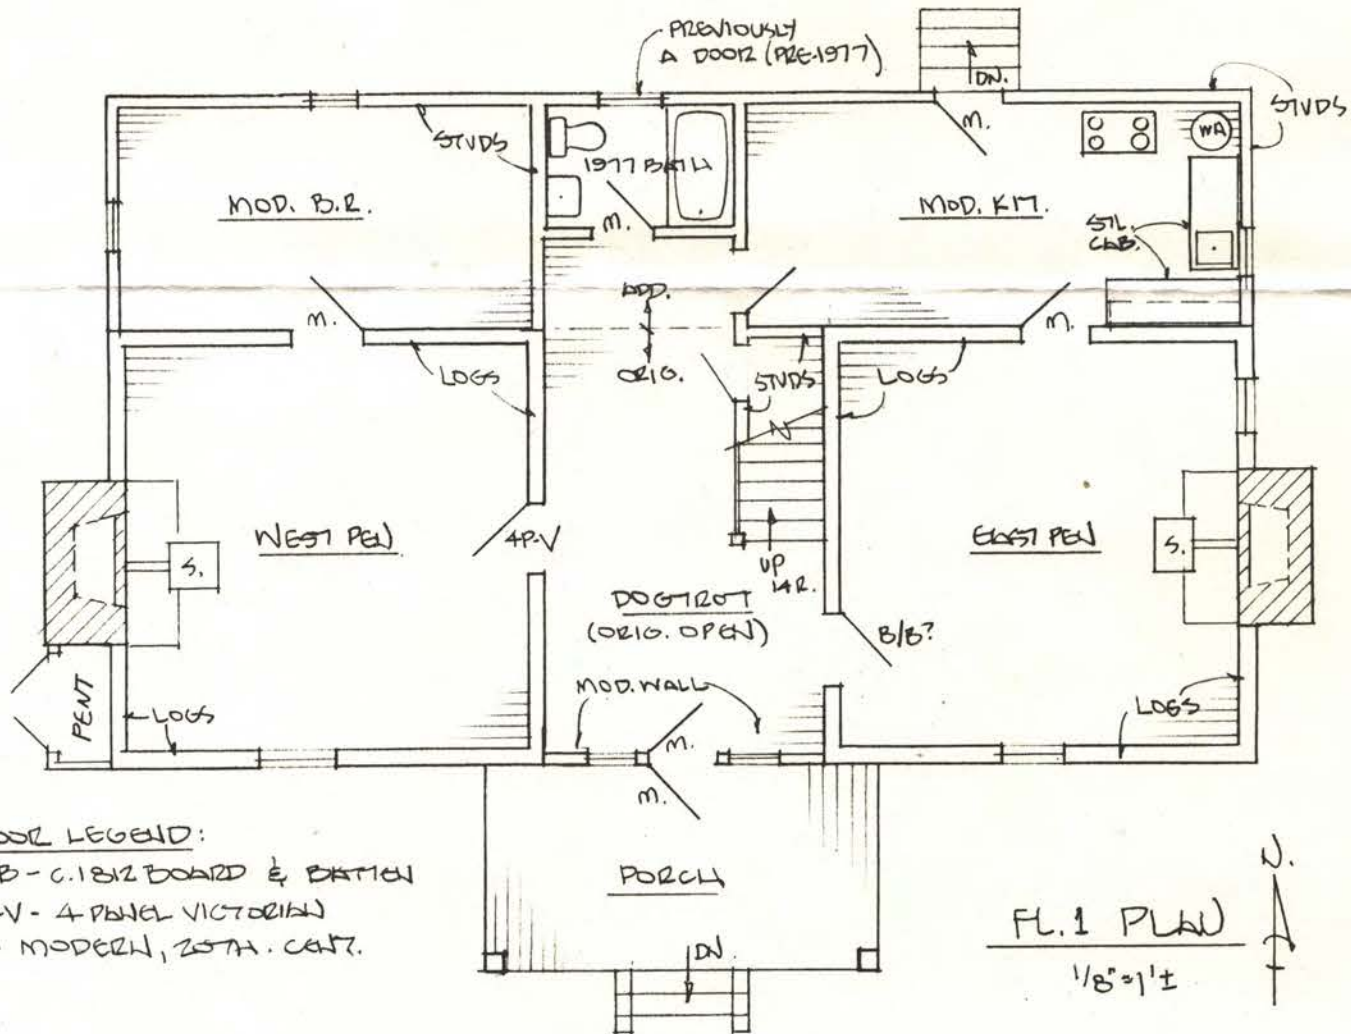 PREVIOUSLY
A DOOR (PRE-1977)
DN.
STUDS
M.
WA
STUDS
1977 BATH
MOD. B.R.
M.
MOD. KIT.
STL.
CAB.
ADD.
M.
M.
ORIG.
LOGS
STUDS
LOGS
N
WEST PEN
4P-V
S.
UP
14R.
EAST PEN
S.
DOGTROT
(ORIG. OPEN)
B/B?
PENT
LOGS
MOD. WALL
LOGS
M.
M.
OOR LEGEND:
B - C.1812 BOARD & BATTEN
-V - 4 PANEL VICTORIAN
MODERN, 20TH. CENT.
PORCH
DN
N.
FL.1 PLAN
1/8"=1'±